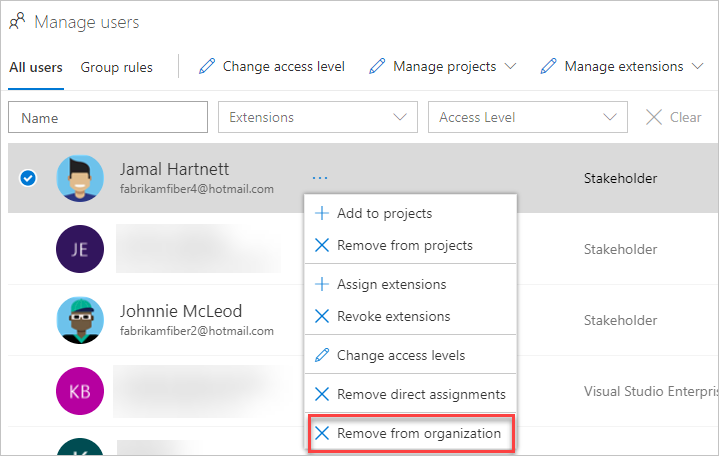 Manage users
All users Group rules Change access level Manage projects Manage extensions
Name Extensions Access Level Clear
Jamal Hartnett ... Stakeholder
fabrikamfiber4@hotmail.com
Add to projects
Remove from projects
JE Stakeholder
Assign extensions
Johnnie McLeod Revoke extensions Stakeholder
fabrikamfiber2@hotmail.com
Change access levels
KB Remove direct assignments Visual Studio Enterpris
Remove from organization